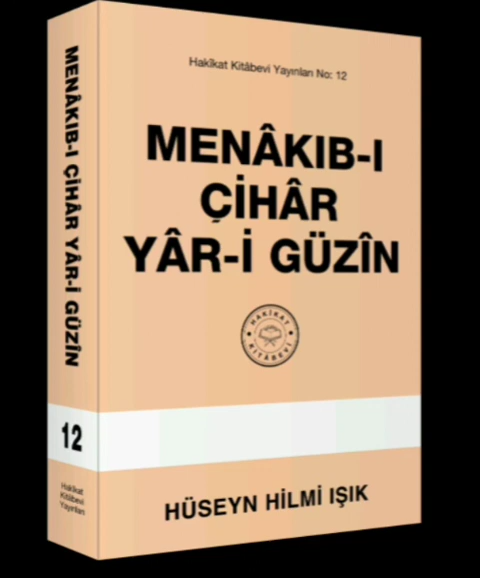 Hakîkat Kitâbevi Yayınları No: 12
MENÂKIB-I
ÇİHÂR
YÂR-İ GÜZÎN
HAKÎKAT
KİTÂBEVİ
HÜSEYN HİLMİ IŞIK
MENÂKIB-I ÇİHÂR YÂR-İ GÜZÎN
12
Hakîkat
Kitâbevi
Yayınları